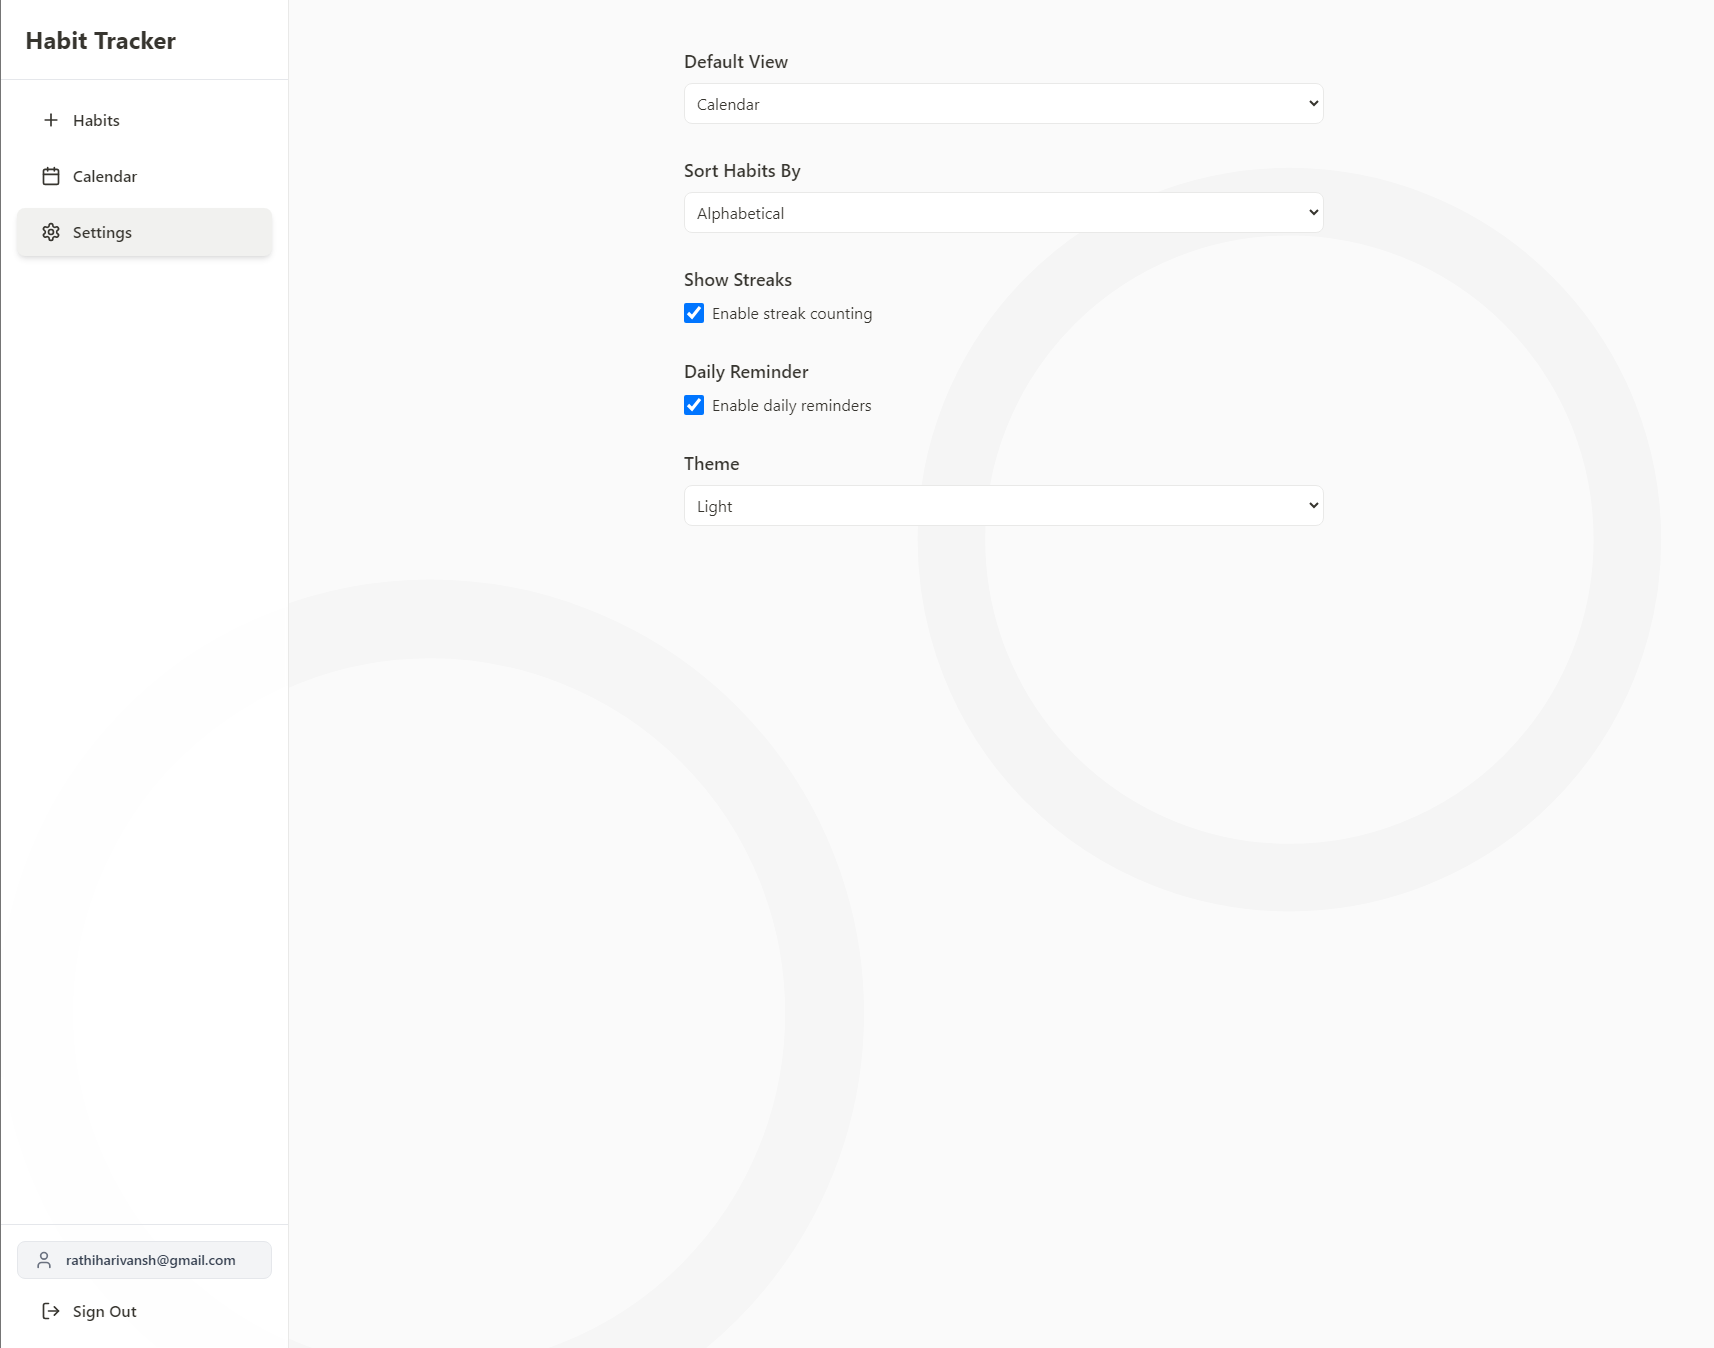 Habit Tracker
Habits
Calendar
Settings
Default View
Calendar
Sort Habits By
Alphabetical
Show Streaks
Enable streak counting
Daily Reminder
Enable daily reminders
Theme
Light
rathiharivansh@gmail.com
Sign Out